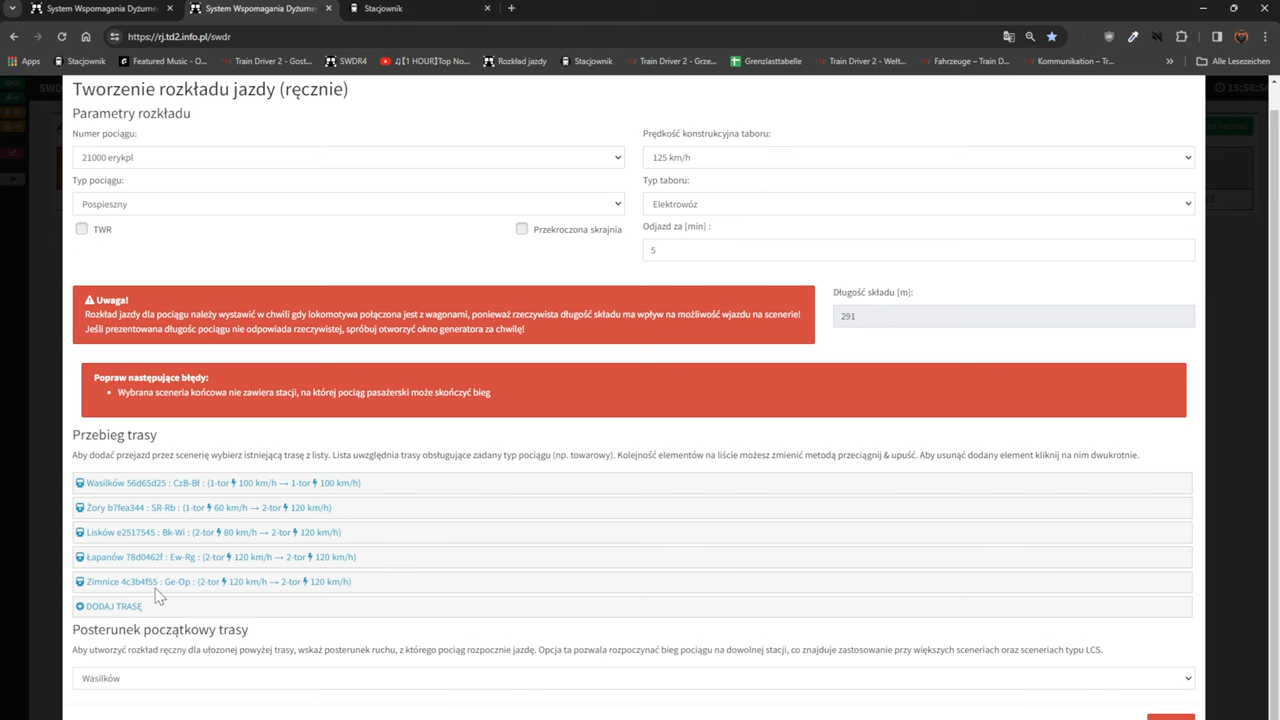 System Wspomagania Dyżurne
System Wspomagania Dyżurne
Stacjownik
https://rj.td2.info.pl/swdr
Apps
Stacjownik
Featured Music - O...
Train Driver 2 - Gost...
SWDR4
♫【1 HOUR】Top No...
Rozkład jazdy
Stacjownik
Train Driver 2 - Grze...
Grenzlasttabelle
Train Driver 2 - Welt...
Fahrzeuge – Train D...
Kommunikation – Tr...
Alle Lesezeichen
15:56:54
Tworzenie rozkładu jazdy (ręcznie)
Parametry rozkładu
Numer pociągu:
Prędkość konstrukcyjna taboru:
21000 erykpl
125 km/h
Typ pociągu:
Typ taboru:
Pospieszny
Elektrowóz
TWR
Przekroczona skrajnia
Odjazd za [min] :
5
Uwaga!
Rozkład jazdy dla pociągu należy wystawić w chwili gdy lokomotywa połączona jest z wagonami, ponieważ rzeczywista długość składu ma wpływ na możliwość wjazdu na scenerie!
Jeśli prezentowana długośc pociągu nie odpowiada rzeczywistej, spróbuj otworzyć okno generatora za chwilę!
Długość składu [m]:
291
Popraw następujące błędy:
Wybrana sceneria końcowa nie zawiera stacji, na której pociąg pasażerski może skończyć bieg
Przebieg trasy
Aby dodać przejazd przez scenerię wybierz istniejącą trasę z listy. Lista uwzględnia trasy obsługujące zadany typ pociągu (np. towarowy). Kolejność elementów na liście możesz zmienić metodą przeciągnij & upuść. Aby usunąć dodany element kliknij na nim dwukrotnie.
Wasilków 56d65d25 : CzB-Bł : (1-tor 100 km/h → 1-tor 100 km/h)
Żory b7fea344 : SR-Rb : (1-tor 60 km/h → 2-tor 120 km/h)
Lisków e2517545 : Bk-Wi : (2-tor 80 km/h → 2-tor 120 km/h)
Łapanów 78d0462f : Ew-Rg : (2-tor 120 km/h → 2-tor 120 km/h)
Zimnice 4c3b4f55 : Ge-Op : (2-tor 120 km/h → 2-tor 120 km/h)
DODAJ TRASĘ
Posterunek początkowy trasy
Aby utworzyć rozkład ręczny dla ułozonej powyżej trasy, wskaż posterunek ruchu, z którego pociąg rozpocznie jazdę. Opcja ta pozwala rozpoczynać bieg pociągu na dowolnej stacji, co znajduje zastosowanie przy większych sceneriach oraz sceneriach typu LCS.
Wasilków